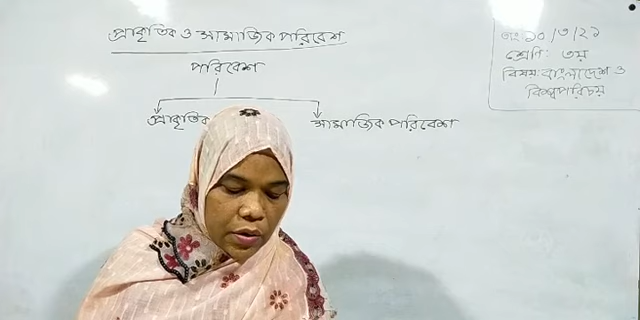 প্রাকৃতিক ও সামাজিক পরিবেশ
পরিবেশ
প্রাকৃতিক
সামাজিক পরিবেশ
তাং: ১০/৩/২১
শ্রেণি: ৩য়
বিষয়: বাংলাদেশ ও
বিশ্বপরিচয়